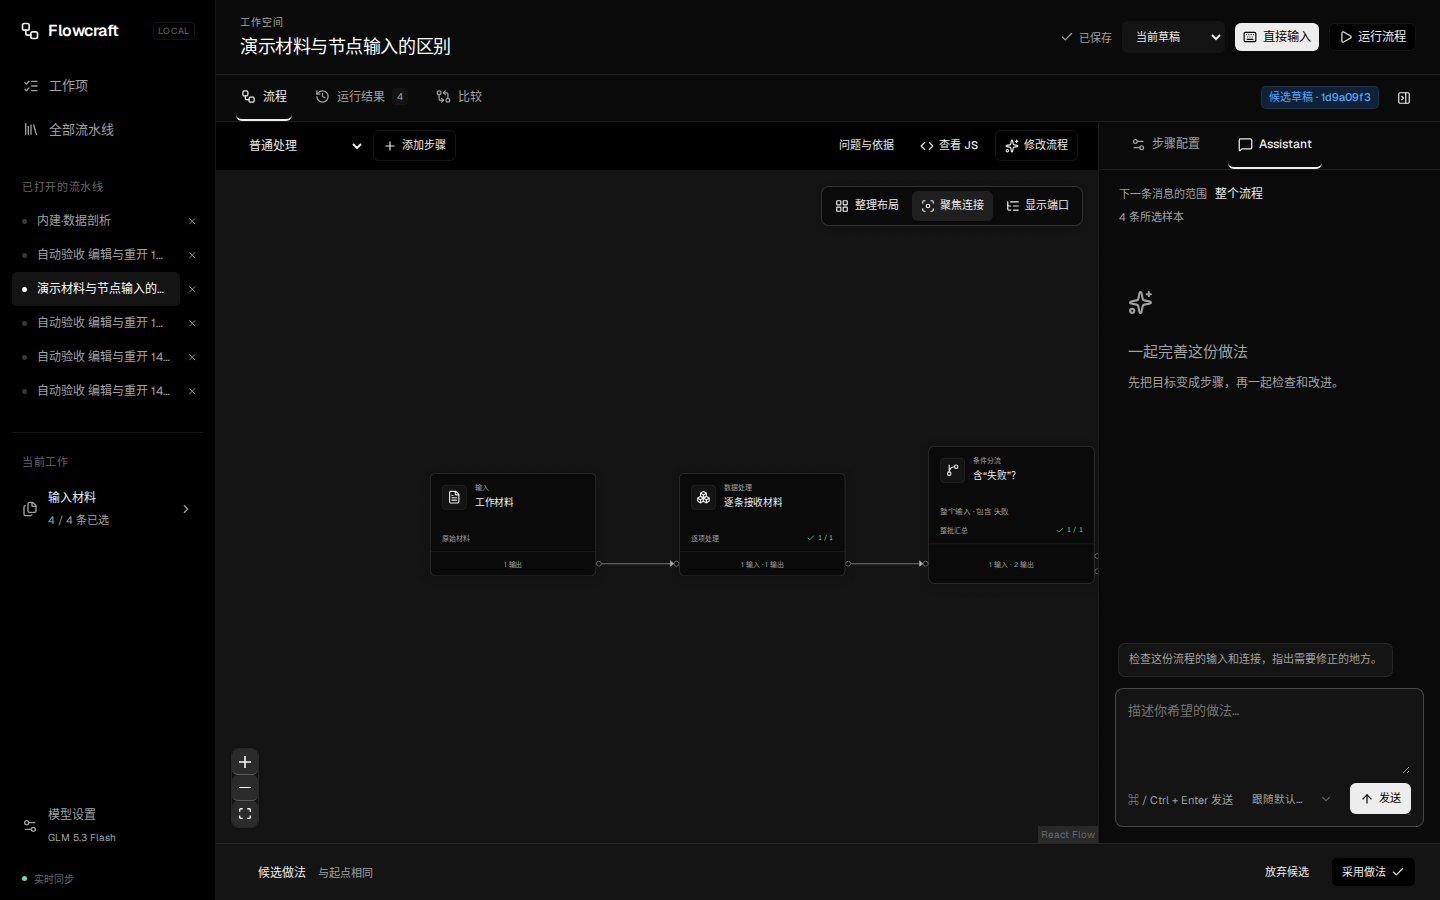 Flowcraft
LOCAL
工作项
全部流水线
已打开的流水线
内建·数据剖析
自动验收 编辑与重开 1...
演示材料与节点输入的...
自动验收 编辑与重开 1...
自动验收 编辑与重开 14...
自动验收 编辑与重开 14...
当前工作
输入材料
4 / 4 条已选
模型设置
GLM 5.3 Flash
实时同步
工作空间
演示材料与节点输入的区别
已保存
当前草稿
直接输入
运行流程
流程
运行结果 4
比较
候选草稿 · 1d9a09f3
普通处理
添加步骤
问题与依据
查看 JS
修改流程
整理布局
聚焦连接
显示端口
输入
工作材料
原始材料
1 输出
数据处理
逐条接收材料
逐项处理
1 / 1
1 输入 · 1 输出
条件分流
含“失败”？
整个输入 · 包含 失败
整批汇总
1 / 1
1 输入 · 2 输出
React Flow
步骤配置
Assistant
下一条消息的范围 整个流程
4 条所选样本
一起完善这份做法
先把目标变成步骤，再一起检查和改进。
检查这份流程的输入和连接，指出需要修正的地方。
描述你希望的做法...
⌘ / Ctrl + Enter 发送
跟随默认...
发送
候选做法
与起点相同
放弃候选
采用做法